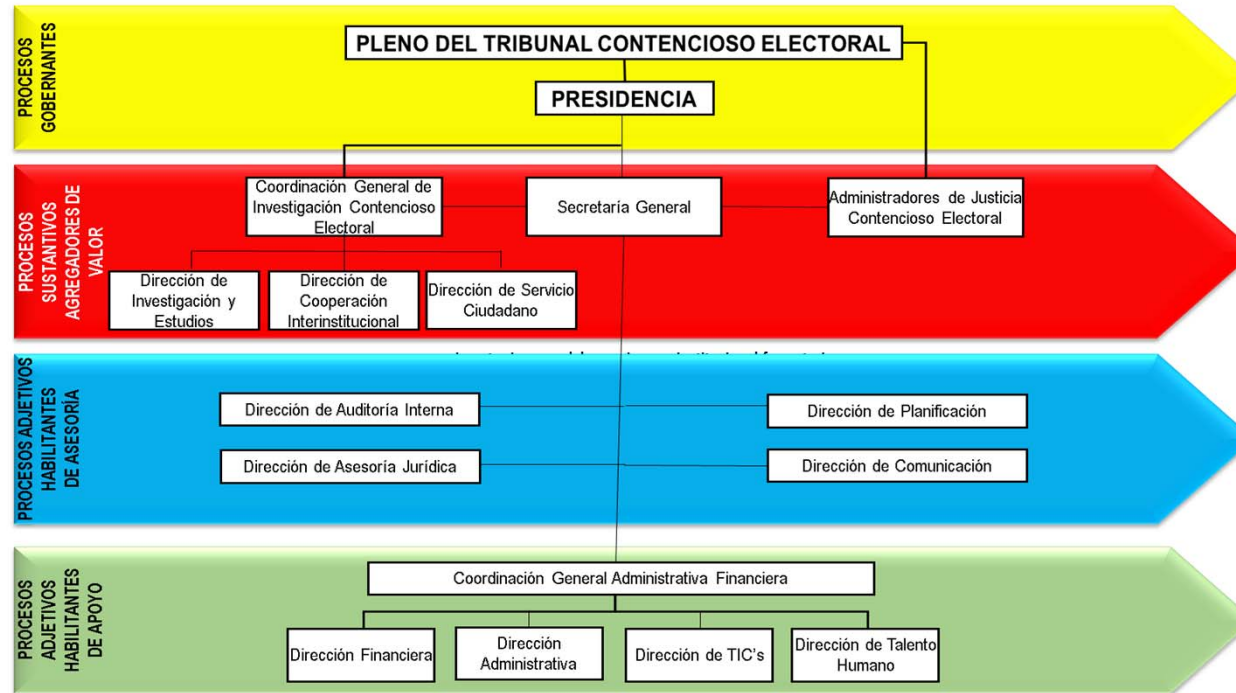 PROCESOS
GOBERNANTES
PLENO DEL TRIBUNAL CONTENCIOSO ELECTORAL
PRESIDENCIA
PROCESOS
SUSTANTIVOS
AGREGADORES DE
VALOR
Coordinación General de
Investigación Contencioso
Electoral
Secretaría General
Administradores de Justicia
Contencioso Electoral
Dirección de
Investigación y
Estudios
Dirección de
Cooperación
Interinstitucional
Dirección de Servicio
Ciudadano
PROCESOS ADJETIVOS
HABILITANTES
DE ASESORÍA
Dirección de Auditoría Interna
Dirección de Planificación
Dirección de Asesoría Jurídica
Dirección de Comunicación
PROCESOS
ADJETIVOS
HABILITANTES
DE APOYO
Coordinación General Administrativa Financiera
Dirección Financiera
Dirección
Administrativa
Dirección de TIC's
Dirección de Talento
Humano